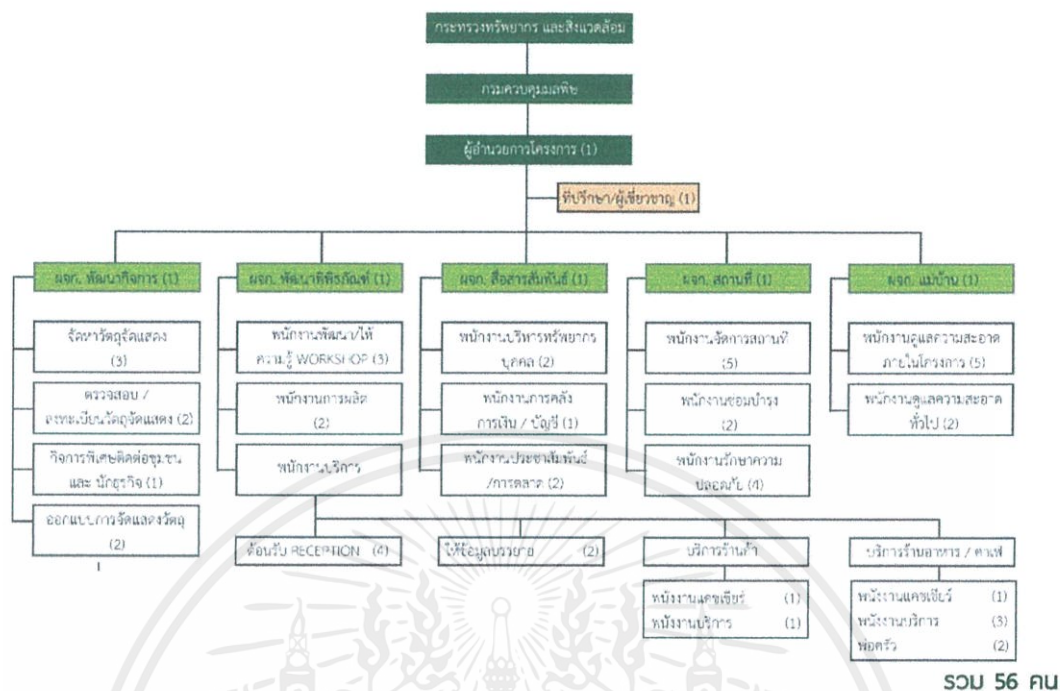 กระทรวงทรัพยากร และสิ่งแวดล้อม
กรมควบคุมมลพิษ
ผู้อำนวยการโครงการ (1)
ที่ปรึกษา/ผู้เชี่ยวชาญ (1)
ผจก. พัฒนากิจการ (1)
ผจก. พัฒนาพิพิธภัณฑ์ (1)
ผจก. สื่อสารสัมพันธ์ (1)
ผจก. สถานที่ (1)
ผจก. แม่บ้าน (1)
จัดหาวัตถุจัดแสดง
(3)
ตรวจสอบ /
ลงทะเบียนวัตถุจัดแสดง (2)
กิจการพิเศษติดต่อชุมชน
และ นักธุรกิจ (1)
ออกแบบการจัดแสดงวัตถุ
(2)
พนักงานพัฒนา/ให้
ความรู้ WORKSHOP (3)
พนักงานการผลิต
(2)
พนักงานบริการ
พนักงานบริหารทรัพยากร
บุคคล (2)
พนักงานการคลัง
การเงิน / บัญชี (1)
พนักงานประชาสัมพันธ์
/การตลาด (2)
พนักงานจัดการสถานที่
(5)
พนักงานซ่อมบำรุง
(2)
พนักงานรักษาความ
ปลอดภัย (4)
พนักงานดูแลความสะอาด
ภายในโครงการ (5)
พนักงานดูแลความสะอาด
ทั่วไป (2)
ต้อนรับ RECEPTION (4)
ให้ข้อมูลบรรยาย (2)
บริการร้านค้า
พนังงานแคชเชียร์ (1)
พนังงานบริการ (1)
บริการร้านอาหาร / คาเฟ่
พนังงานแคชเชียร์ (1)
พนังงานบริการ (3)
พ่อครัว (2)
รวม 56 คน